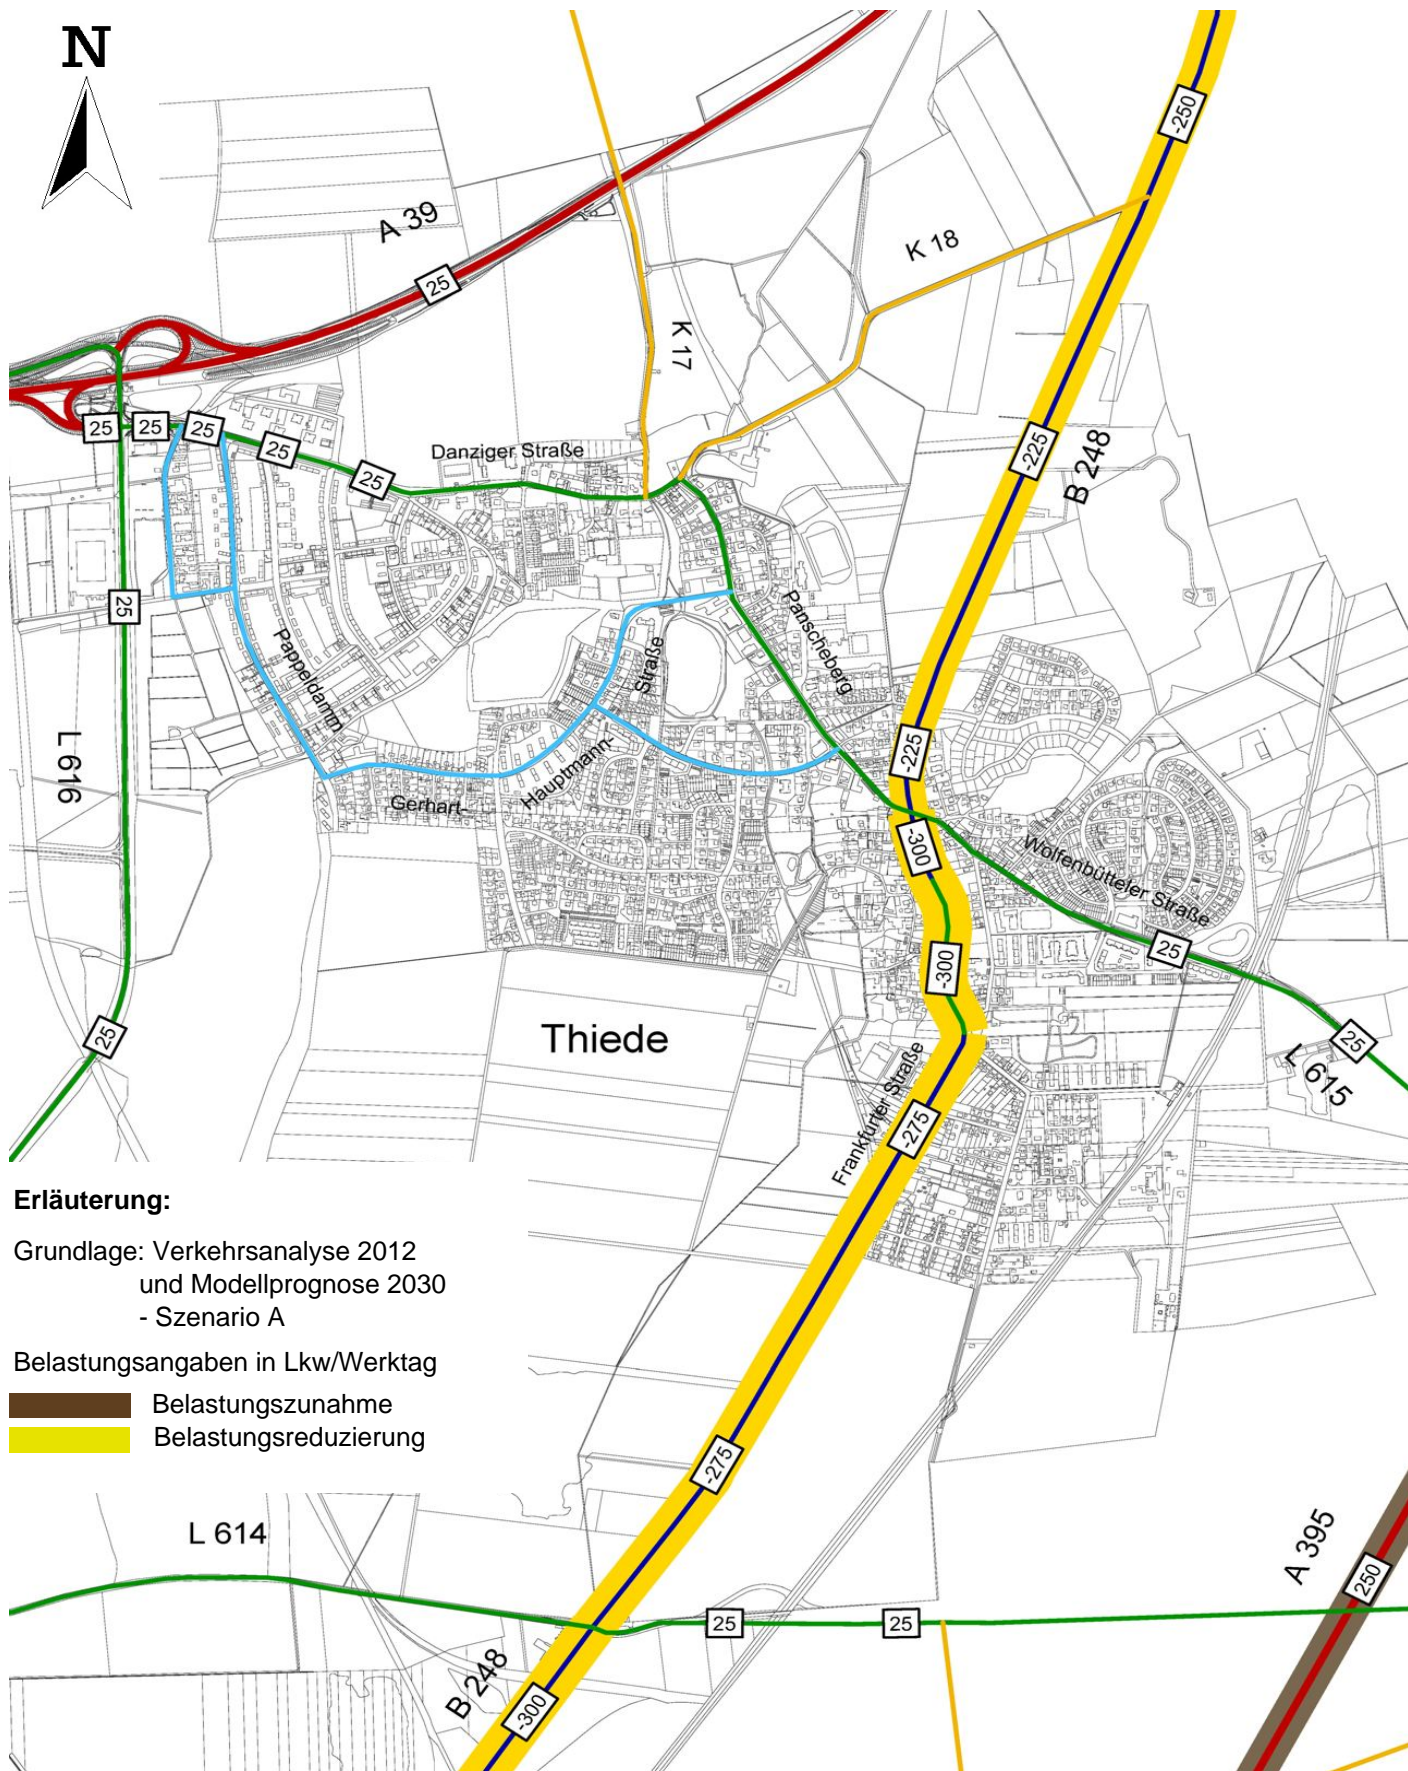 N
-250
A 39
K 18
25
K 17
B 248
-225
25
25
25
25
25
Danziger Straße
25
Panscheberg
Pappeldamm
Straße
Hauptmann-
Gerhart-
L 616
-225
-300
Wolfenbütteler Straße
25
-300
25
25
L 615
Thiede
Frankfurter Straße
-275
Erläuterung:
Grundlage: Verkehrsanalyse 2012
und Modellprognose 2030
- Szenario A
Belastungsangaben in Lkw/Werktag
Belastungszunahme
Belastungsreduzierung
-275
L 614
A 395
250
25
25
B 248
-300